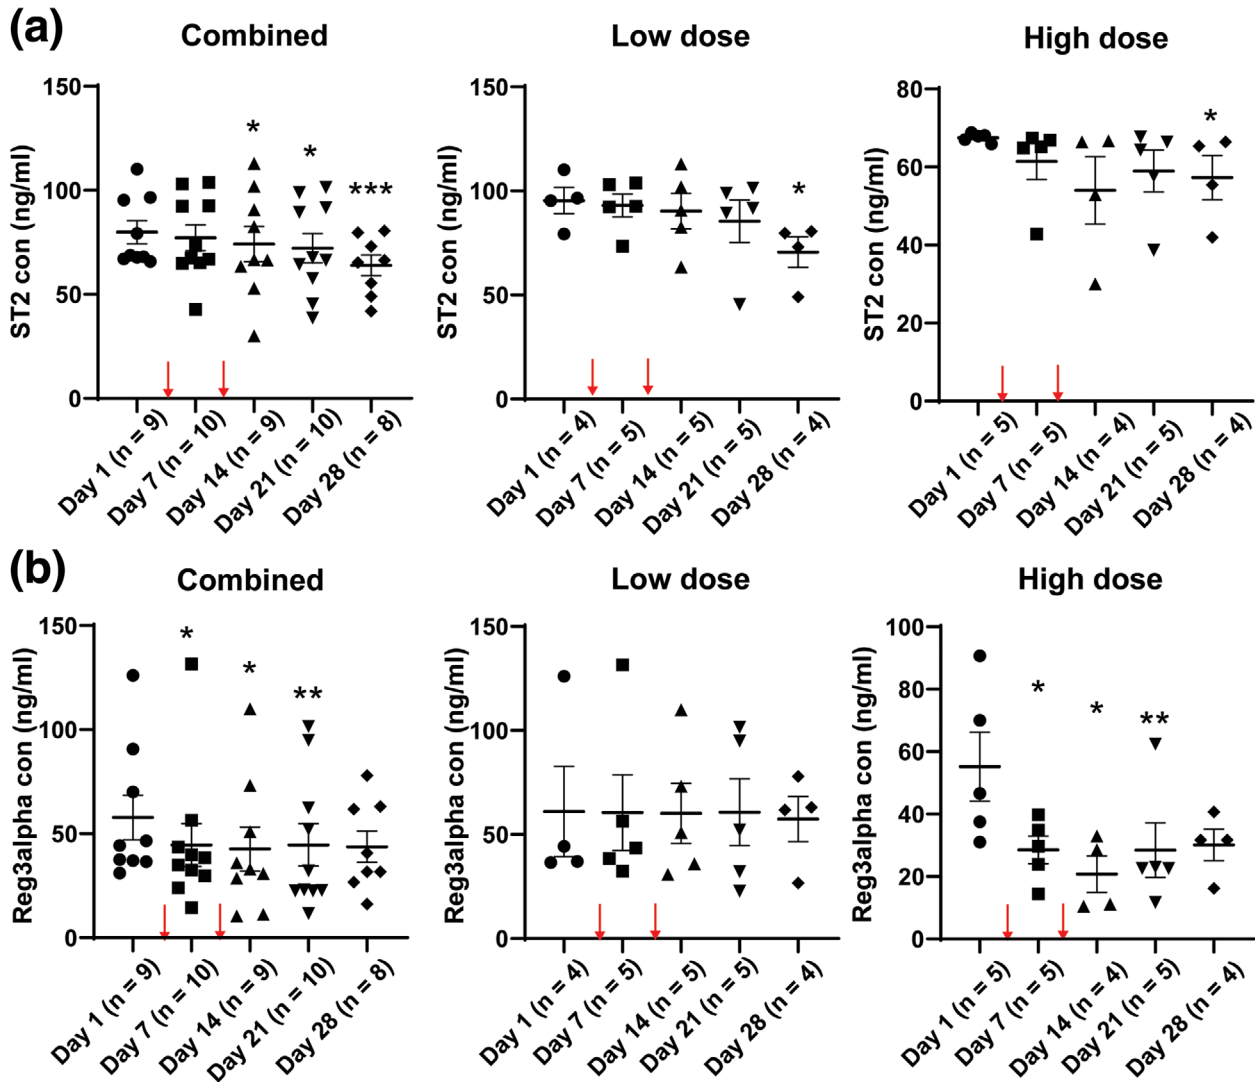 (a)
Combined
ST2 con (ng/ml)
150
100
50
0
*
*
***
Day 1 (n = 9)
Day 7 (n = 10)
Day 14 (n = 9)
Day 21 (n = 10)
Day 28 (n = 8)
Low dose
ST2 con (ng/ml)
150
100
50
0
*
Day 1 (n = 4)
Day 7 (n = 5)
Day 14 (n = 5)
Day 21 (n = 5)
Day 28 (n = 4)
High dose
ST2 con (ng/ml)
80
60
40
20
0
*
Day 1 (n = 5)
Day 7 (n = 5)
Day 14 (n = 4)
Day 21 (n = 5)
Day 28 (n = 4)
(b)
Combined
Reg3alpha con (ng/ml)
150
100
50
0
*
*
**
Day 1 (n = 9)
Day 7 (n = 10)
Day 14 (n = 9)
Day 21 (n = 10)
Day 28 (n = 8)
Low dose
Reg3alpha con (ng/ml)
150
100
50
0
Day 1 (n = 4)
Day 7 (n = 5)
Day 14 (n = 5)
Day 21 (n = 5)
Day 28 (n = 4)
High dose
Reg3alpha con (ng/ml)
100
80
60
40
20
0
*
*
**
Day 1 (n = 5)
Day 7 (n = 5)
Day 14 (n = 4)
Day 21 (n = 5)
Day 28 (n = 4)